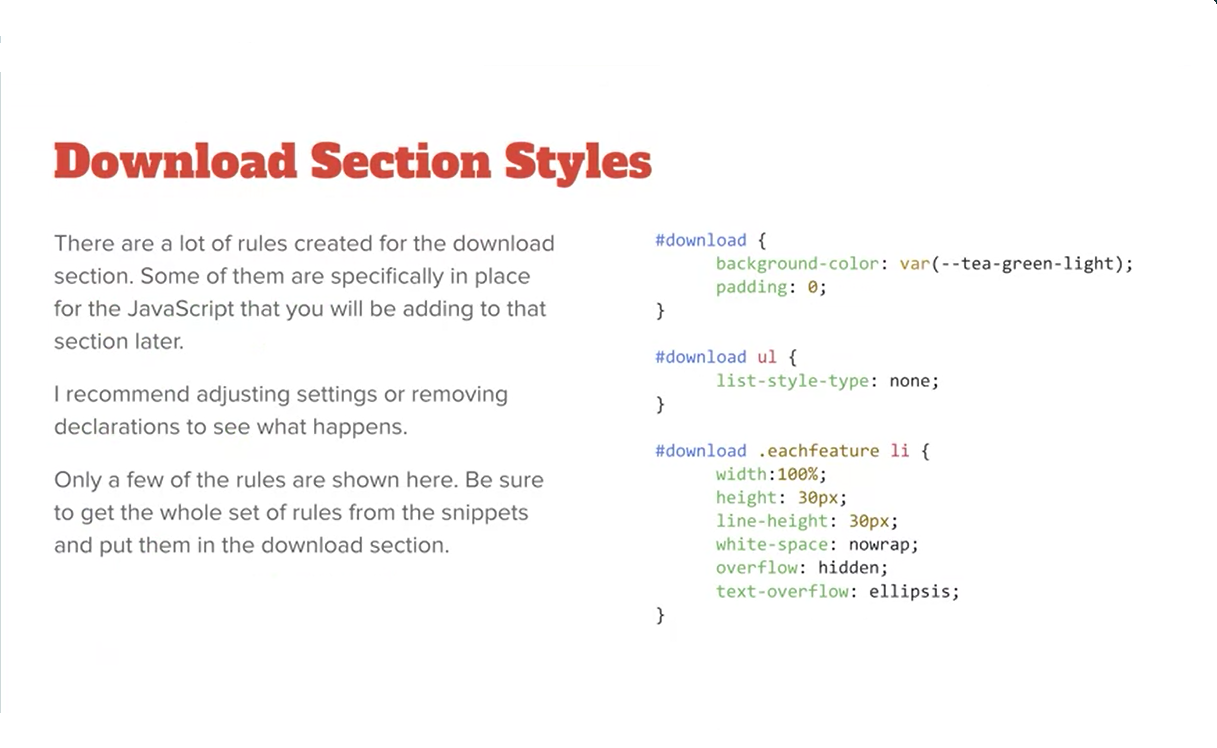 Download Section Styles
There are a lot of rules created for the download
section. Some of them are specifically in place
for the JavaScript that you will be adding to that
section later.
I recommend adjusting settings or removing
declarations to see what happens.
Only a few of the rules are shown here. Be sure
to get the whole set of rules from the snippets
and put them in the download section.
#download {
background-color: var(--tea-green-light);
padding: 0;
}
#download ul {
list-style-type: none;
}
#download .eachfeature li {
width:100%;
height: 30px;
line-height: 30px;
white-space: nowrap;
overflow: hidden;
text-overflow: ellipsis;
}